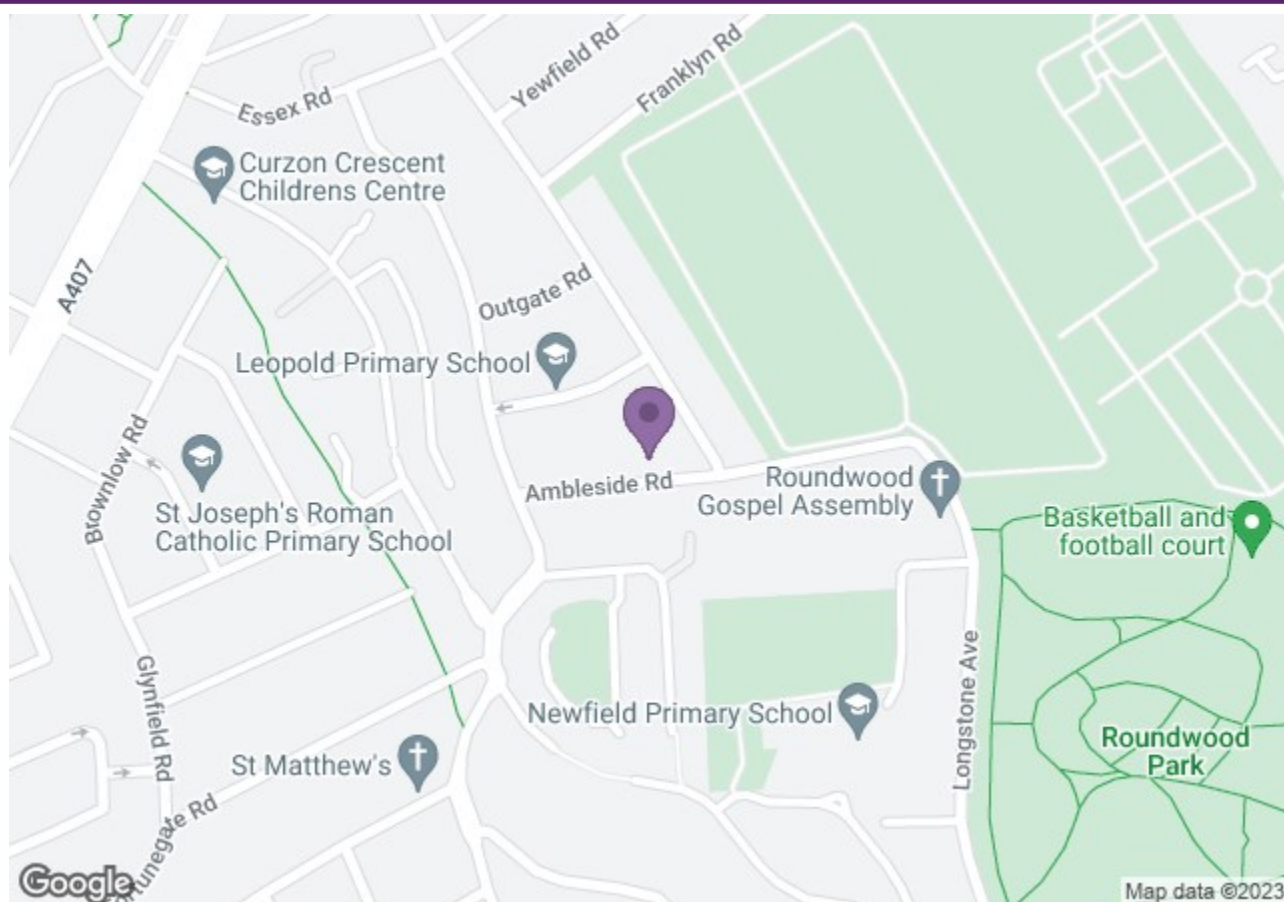 Yewfield Rd
Franklyn Rd
Essex Rd
Curzon Crescent
Childrens Centre
A407
Outgate Rd
Leopold Primary School
Brownlow Rd
Ambleside Rd
Roundwood
Gospel Assembly
St Joseph's Roman
Catholic Primary School
Basketball and
football court
Glynfield Rd
Longstone Ave
Newfield Primary School
Roundwood
Park
St Matthew's
ortunegate Rd
Google
Map data ©2023